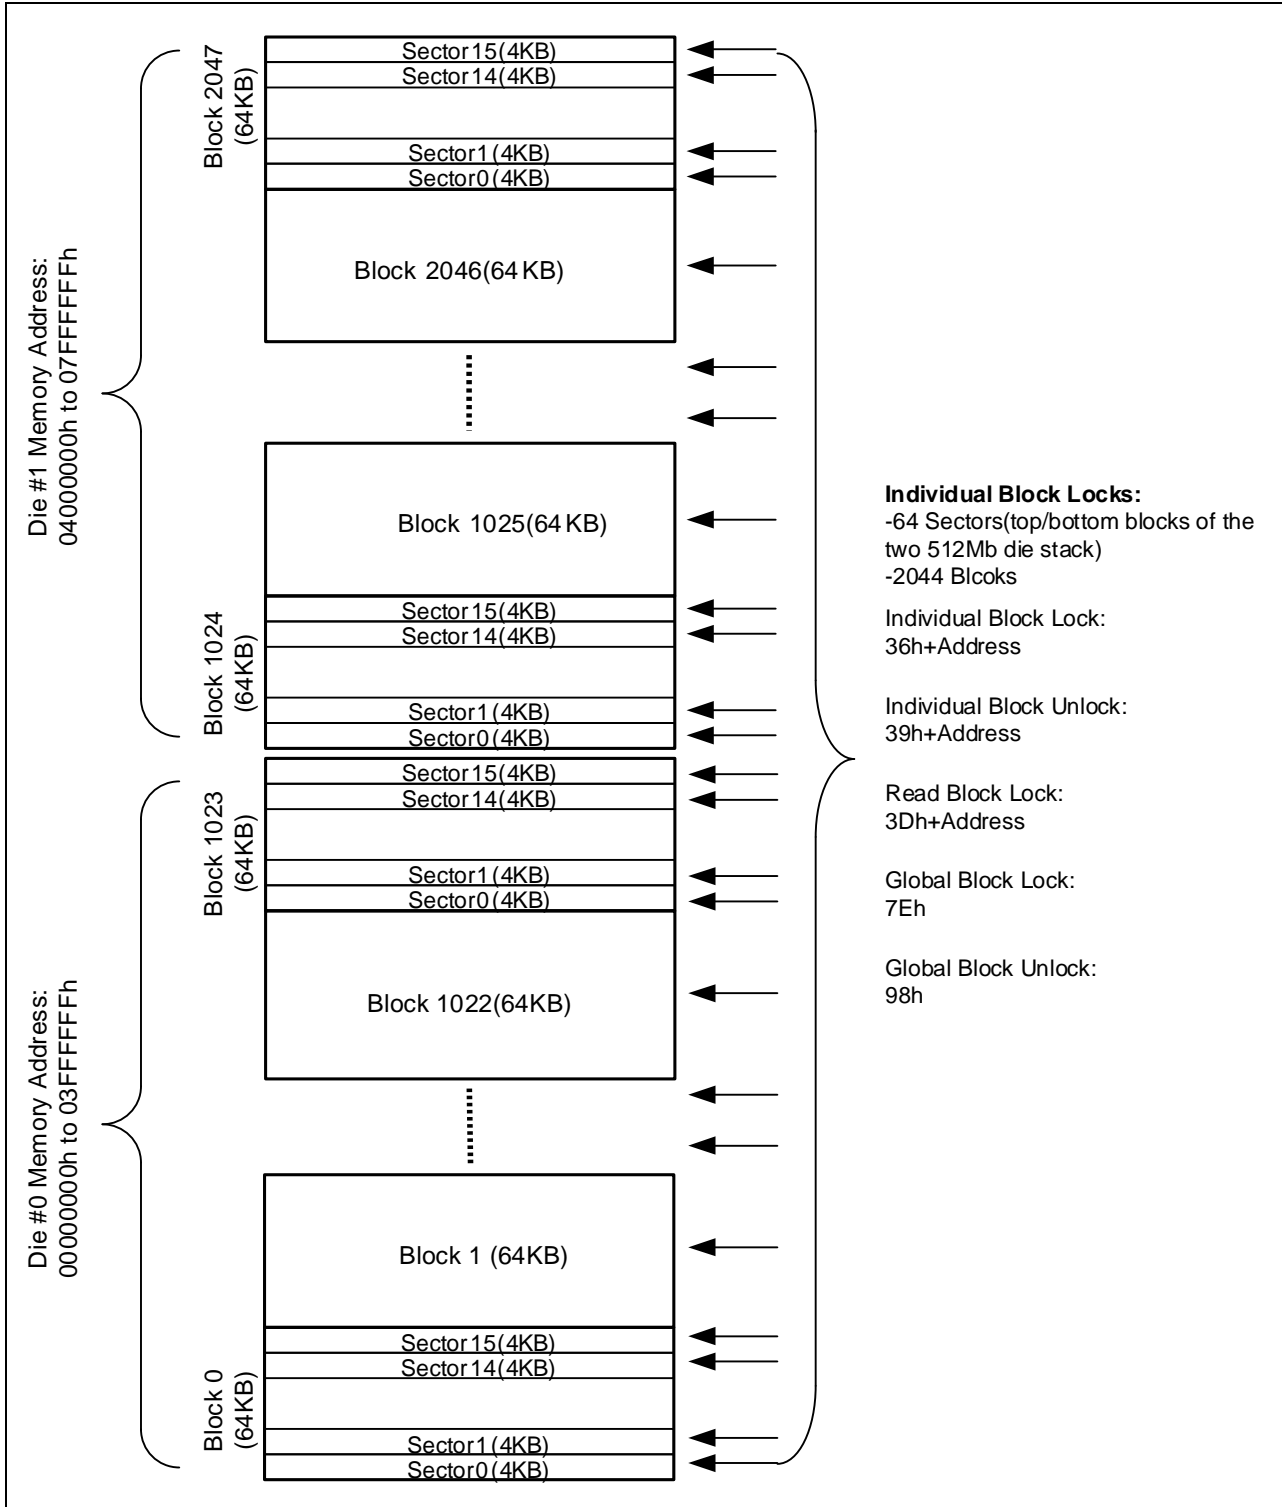 Die #1 Memory Address:
0400000h to 07FFFFFFh
Block 2047
(64KB)
Sector15(4KB)
Sector14(4KB)
Sector1(4KB)
Sector0(4KB)
Block 2046(64KB)
Block 1025(64KB)
Block 1024
(64KB)
Sector15(4KB)
Sector14(4KB)
Sector1(4KB)
Sector0(4KB)
Die #0 Memory Address:
0000000h to 03FFFFFFh
Block 1023
(64KB)
Sector15(4KB)
Sector14(4KB)
Sector1(4KB)
Sector0(4KB)
Block 1022(64KB)
Block 1 (64KB)
Block 0
(64KB)
Sector15(4KB)
Sector14(4KB)
Sector1(4KB)
Sector0(4KB)
Individual Block Locks:
-64 Sectors(top/bottom blocks of the
two 512Mb die stack)
-2044 Blcoks
Individual Block Lock:
36h+Address
Individual Block Unlock:
39h+Address
Read Block Lock:
3Dh+Address
Global Block Lock:
7Eh
Global Block Unlock:
98h